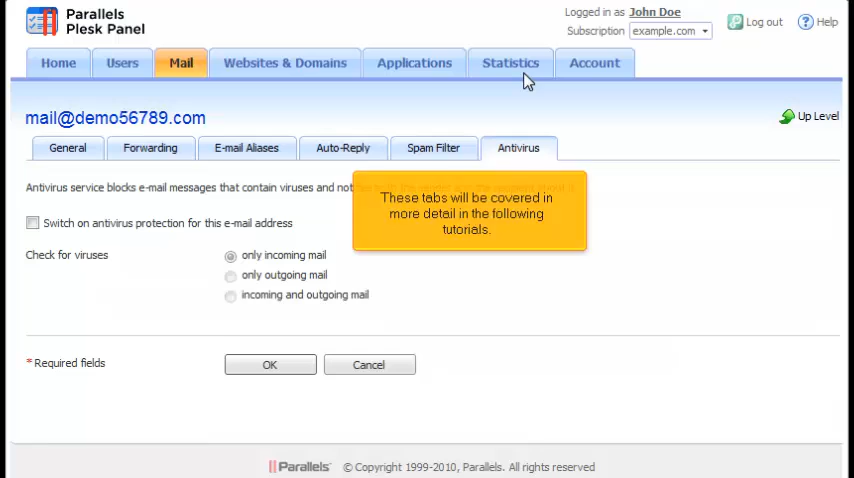 Parallels
Plesk Panel
Logged in as John Doe
Subscription example.com
Log out
Help
Home
Users
Mail
Websites & Domains
Applications
Statistics
Account
mail@demo56789.com
Up Level
General
Forwarding
E-mail Aliases
Auto-Reply
Spam Filter
Antivirus
Antivirus service blocks e-mail messages that contain viruses and
These tabs will be covered in
more detail in the following
tutorials.
Switch on antivirus protection for this e-mail address
Check for viruses
only incoming mail
only outgoing mail
incoming and outgoing mail
* Required fields
OK
Cancel
Parallels © Copyright 1999-2010, Parallels. All rights reserved